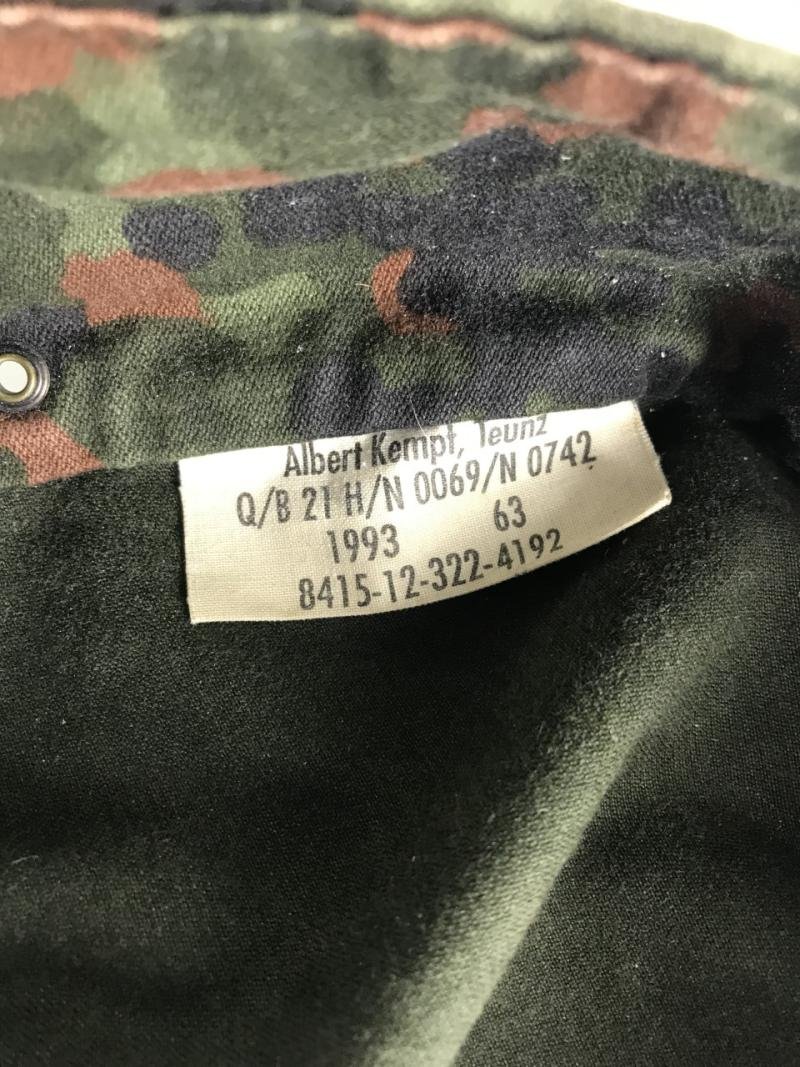 Albert Kempf, Teunz
Q/B 21 H/N 0069/N 0742
1993 63
8415-12-322-4192